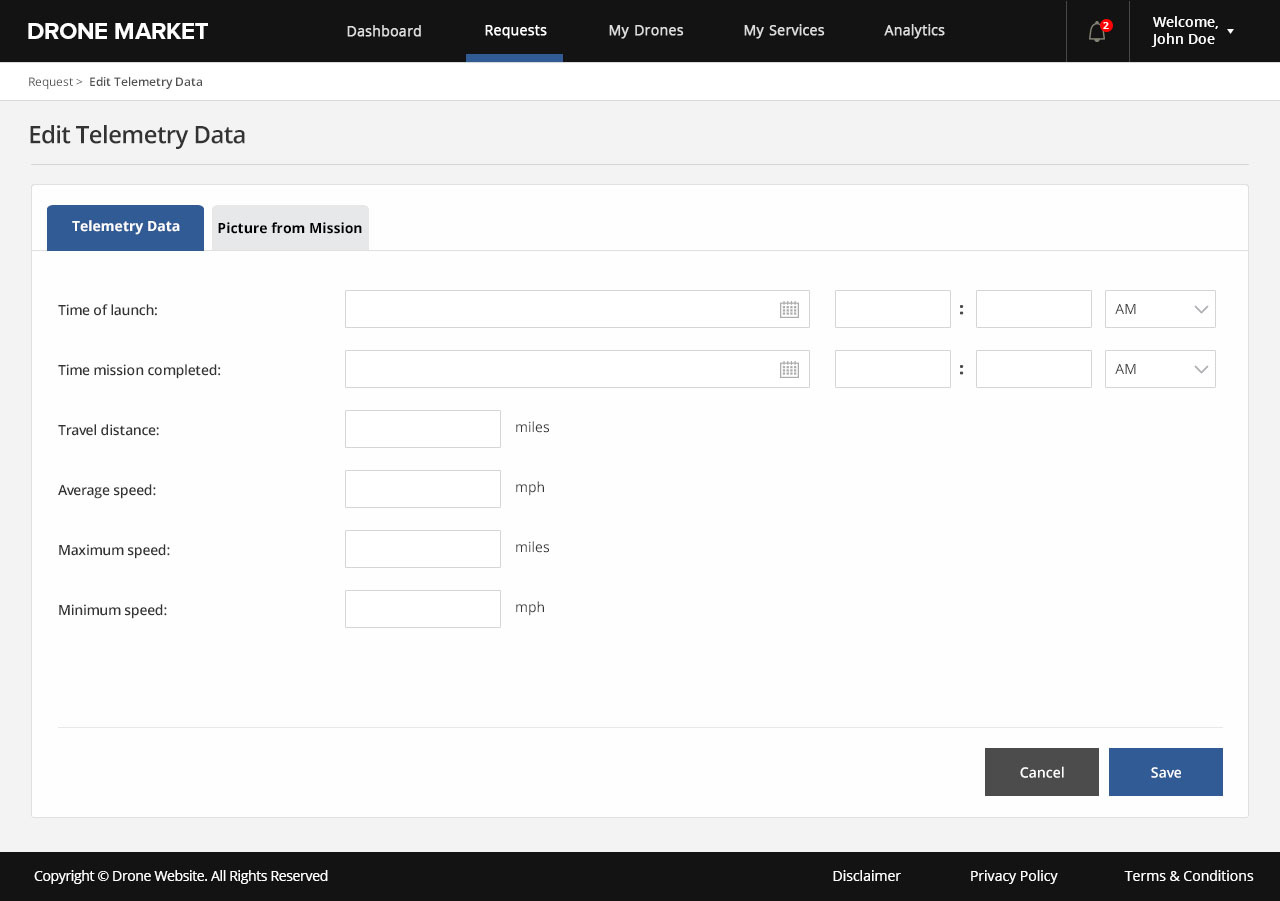 DRONE MARKET
Dashboard
Requests
My Drones
My Services
Analytics
2
Welcome,
John Doe
Request > Edit Telemetry Data
Edit Telemetry Data
Telemetry Data
Picture from Mission
Time of launch:
:
AM
Time mission completed:
:
AM
Travel distance:
miles
Average speed:
mph
Maximum speed:
miles
Minimum speed:
mph
Cancel
Save
Copyright © Drone Website. All Rights Reserved
Disclaimer
Privacy Policy
Terms & Conditions